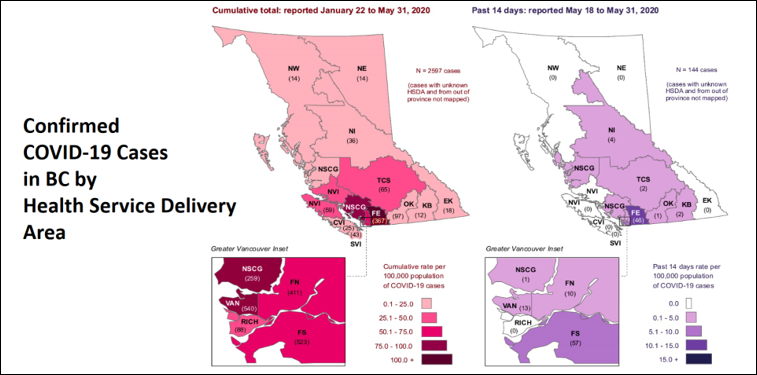 Confirmed
COVID-19 Cases
in BC by
Health Service Delivery
Area
Cumulative total: reported January 22 to May 31, 2020
NW
(14)
NE
(14)
N = 2597 cases
(cases with unknown
HSDA and from out of
province not mapped)
NI
(36)
NSCG
TCS
(65)
NVI
NVI
(59)
NSCG
FE
(367)
OK
(97)
KB
(12)
EK
(18)
CVI
(25)
(43)
SVI
Greater Vancouver Inset
NSCG
(259)
FN
(411)
VAN
(540)
RICH
(88)
FS
(523)
Cumulative rate per
100,000 population
of COVID-19 cases
0.1 - 25.0
25.1 - 50.0
50.1 - 75.0
75.0 - 100.0
100.0 +
Past 14 days: reported May 18 to May 31, 2020
NW
(0)
NE
(0)
N = 144 cases
(cases with unknown
HSDA and from out of
province not mapped)
NI
(4)
NSCG
TCS
(2)
NVI
NVI
(0)
NSCG
FE
(46)
OK
(1)
KB
(2)
EK
(0)
CVI
(0)
(0)
SVI
Greater Vancouver Inset
NSCG
(1)
FN
(10)
VAN
(13)
RICH
(0)
FS
(57)
Past 14 days rate per
100,000 population
of COVID-19 cases
0.0
0.1 - 5.0
5.1 - 10.0
10.1 - 15.0
15.0 +